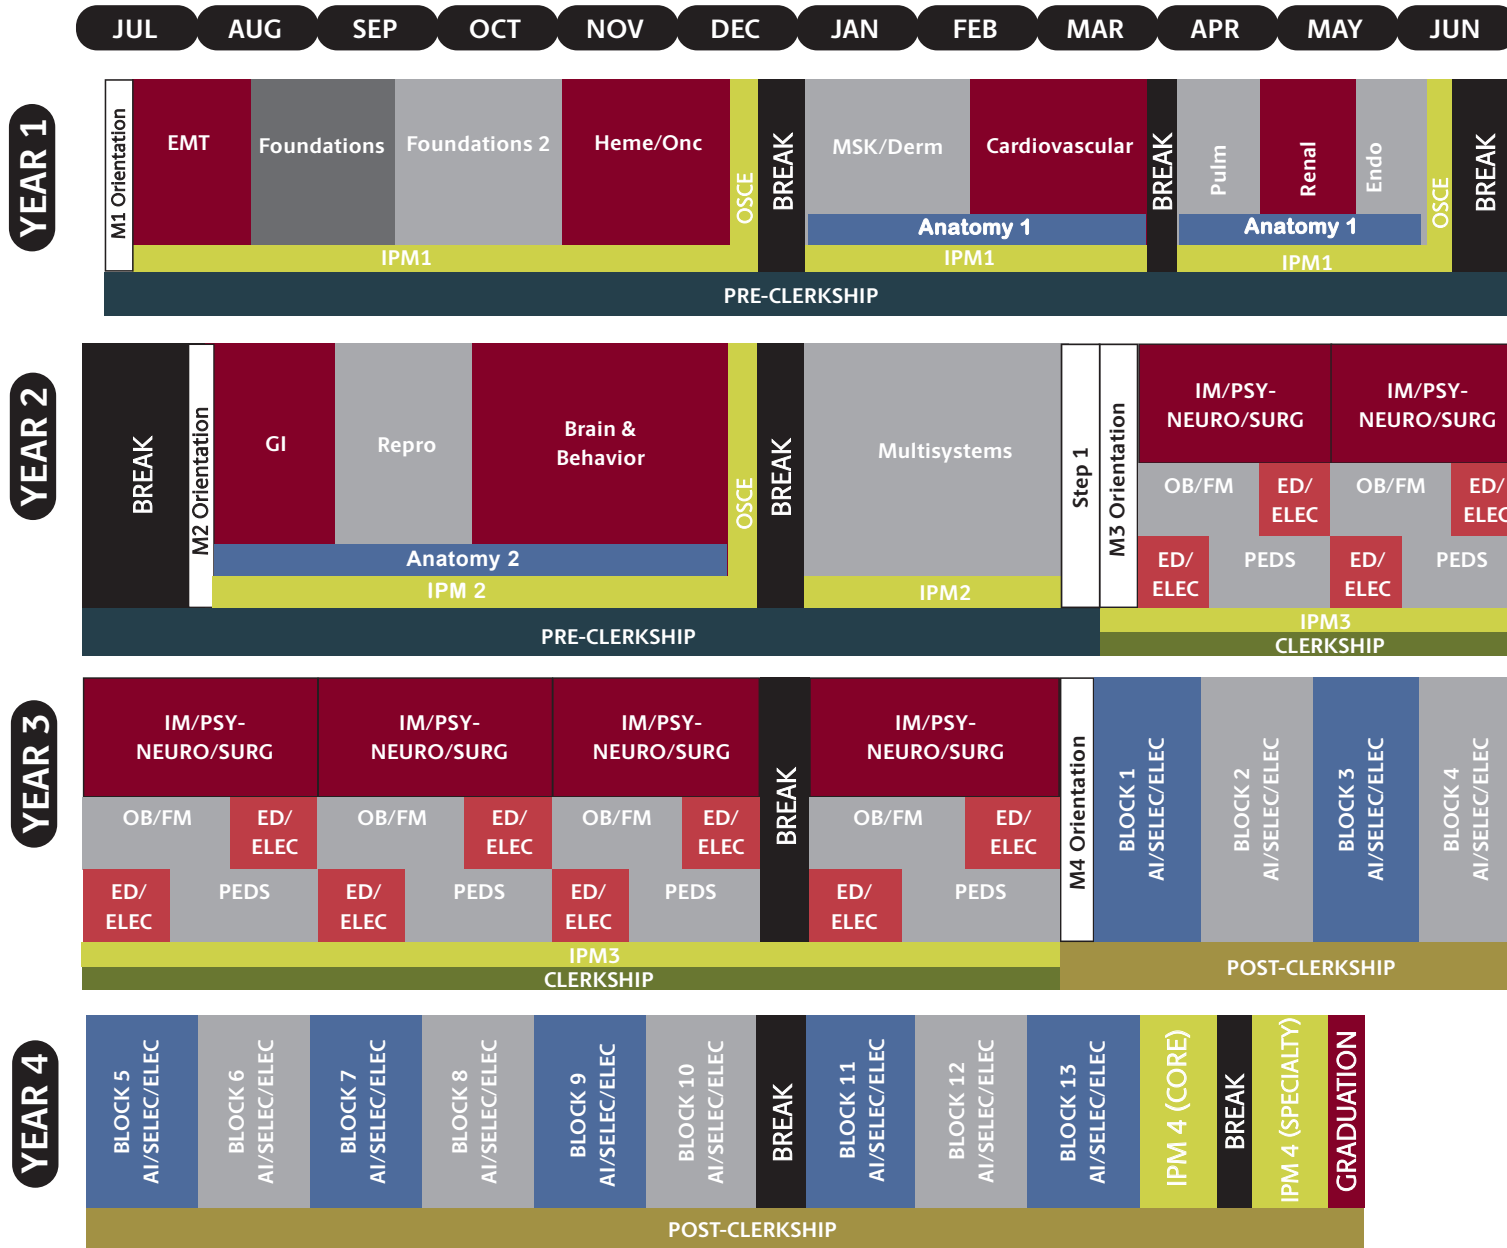 JUL AUG SEP OCT NOV DEC JAN FEB MAR APR MAY JUN
YEAR 1
M1 Orientation
EMT
Foundations
Foundations 2
Heme/Onc
OSCE
BREAK
MSK/Derm
Cardiovascular
BREAK
Pulm
Renal
Endo
OSCE
BREAK
Anatomy 1
Anatomy 1
IPM1
IPM1
IPM1
PRE-CLERKSHIP
YEAR 2
BREAK
M2 Orientation
GI
Repro
Brain &
Behavior
OSCE
BREAK
Multisystems
Step 1
M3 Orientation
IM/PSY-
NEURO/SURG
IM/PSY-
NEURO/SURG
OB/FM
ED/
ELEC
OB/FM
ED/
ELEC
ED/
ELEC
PEDS
ED/
ELEC
PEDS
Anatomy 2
IPM 2
IPM2
IPM3
PRE-CLERKSHIP
CLERKSHIP
YEAR 3
IM/PSY-
NEURO/SURG
IM/PSY-
NEURO/SURG
IM/PSY-
NEURO/SURG
BREAK
IM/PSY-
NEURO/SURG
OB/FM
ED/
ELEC
OB/FM
ED/
ELEC
OB/FM
ED/
ELEC
OB/FM
ED/
ELEC
ED/
ELEC
PEDS
ED/
ELEC
PEDS
ED/
ELEC
PEDS
ED/
ELEC
PEDS
M4 Orientation
BLOCK 1
AI/SELEC/ELEC
BLOCK 2
AI/SELEC/ELEC
BLOCK 3
AI/SELEC/ELEC
BLOCK 4
AI/SELEC/ELEC
IPM3
CLERKSHIP
POST-CLERKSHIP
YEAR 4
BLOCK 5
AI/SELEC/ELEC
BLOCK 6
AI/SELEC/ELEC
BLOCK 7
AI/SELEC/ELEC
BLOCK 8
AI/SELEC/ELEC
BLOCK 9
AI/SELEC/ELEC
BLOCK 10
AI/SELEC/ELEC
BREAK
BLOCK 11
AI/SELEC/ELEC
BLOCK 12
AI/SELEC/ELEC
BLOCK 13
AI/SELEC/ELEC
IPM 4 (CORE)
BREAK
IPM 4 (SPECIALTY)
GRADUATION
POST-CLERKSHIP